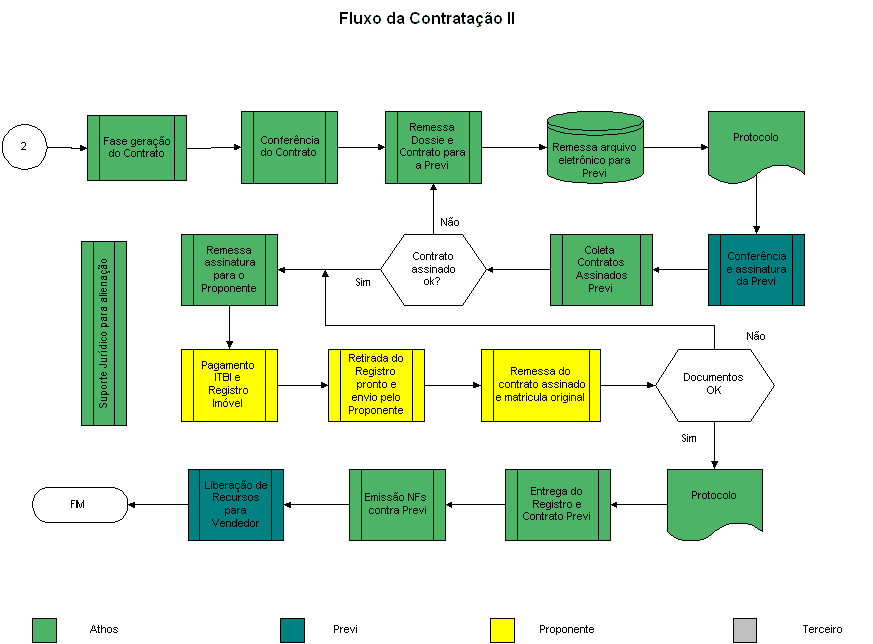 Fluxo da Contratação II
2
Fase geração
do Contrato
Conferência
do Contrato
Remessa
Dossie e
Contrato para
a Previ
Remessa arquivo
eletrônico para
Previ
Protocolo
Conferência
e assinatura
da Previ
Coleta
Contratos
Assinados
Previ
Contrato
assinado
ok?
Não
Sim
Remessa
assinatura
para o
Proponente
Suporte Jurídico para alienação
Pagamento
ITBI e
Registro
Imóvel
Retirada do
Registro
pronto e
envio pelo
Proponente
Remessa do
contrato assinado
e matricula original
Documentos
OK
Não
Sim
Protocolo
Entrega do
Registro e
Contrato Previ
Emissão NFs
contra Previ
Liberação de
Recursos
para
Vendedor
FIM
Athos
Previ
Proponente
Terceiro